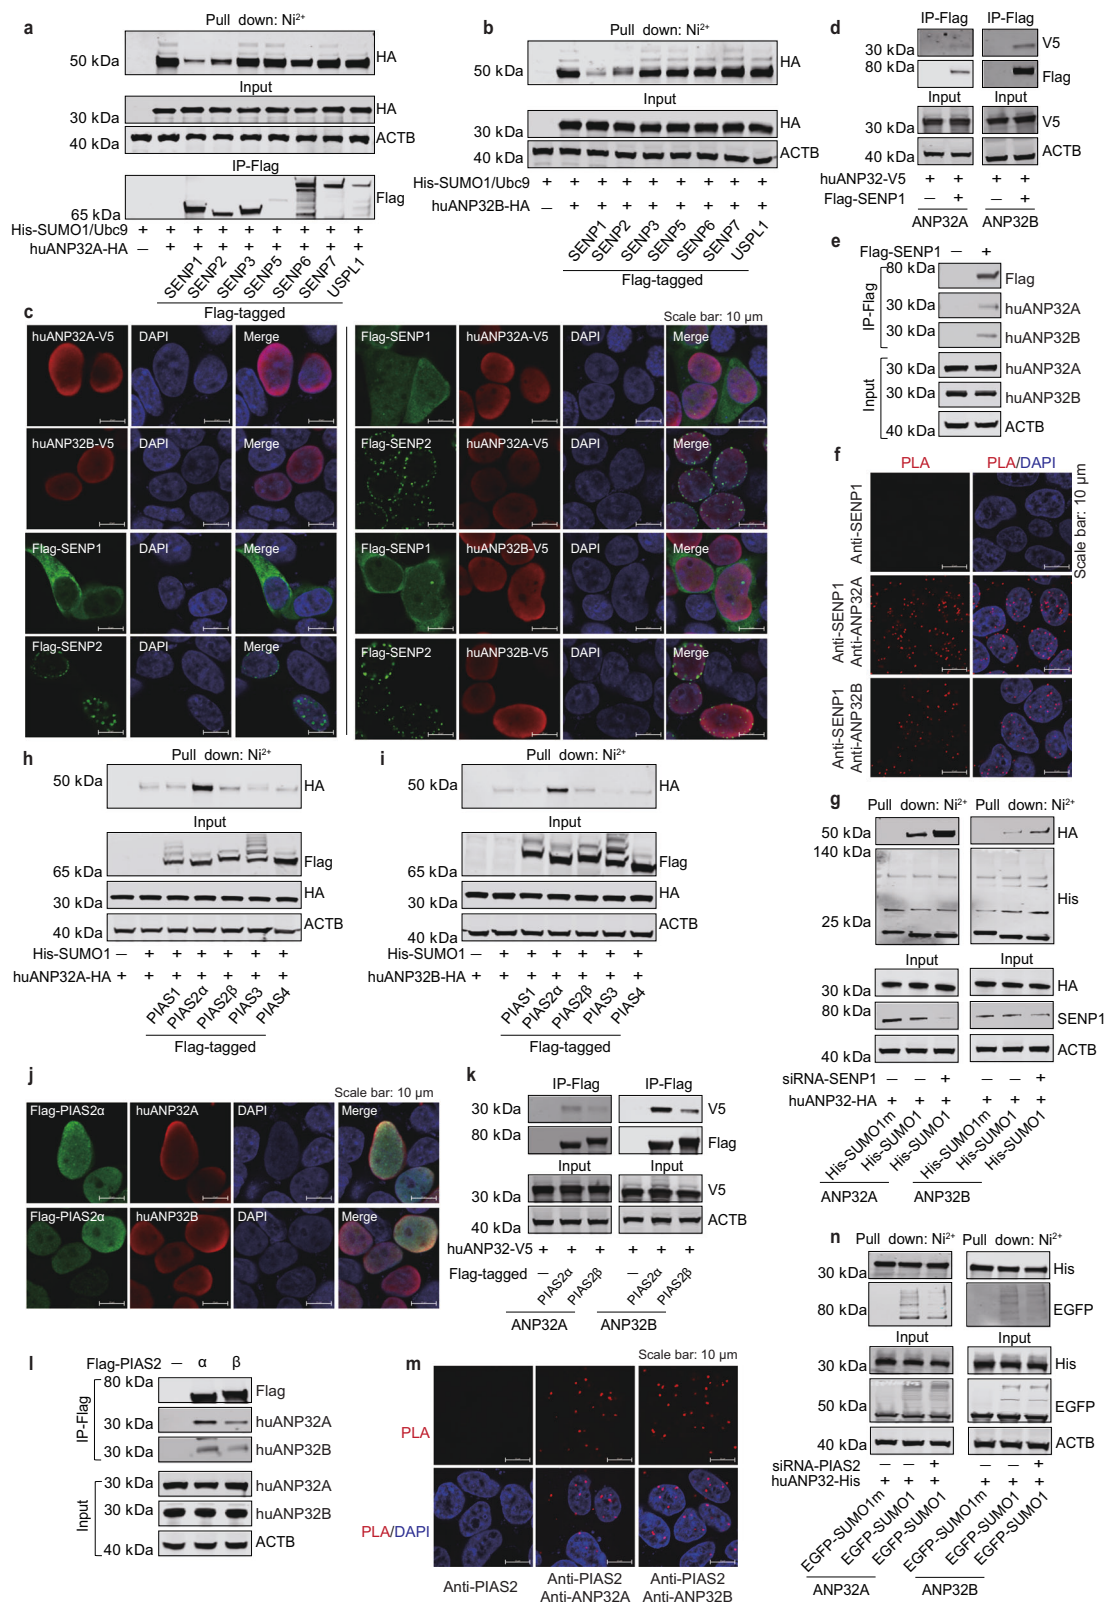 a
Pull down: Ni²⁺
50 kDa
HA
Input
30 kDa
HA
40 kDa
ACTB
IP-Flag
65 kDa
Flag
His-SUMO1/Ubc9 + + + + + + + + +
huANP32A-HA — + + + + + + + +
SENP1
SENP2
SENP3
SENP5
SENP6
SENP7
USPL1
Flag-tagged
b
Pull down: Ni²⁺
50 kDa
HA
Input
30 kDa
HA
40 kDa
ACTB
His-SUMO1/Ubc9 + + + + + + + + +
huANP32B-HA — + + + + + + + +
SENP1
SENP2
SENP3
SENP5
SENP6
SENP7
USPL1
Flag-tagged
c
Scale bar: 10 µm
huANP32A-V5 DAPI Merge
Flag-SENP1 huANP32A-V5 DAPI Merge
huANP32B-V5 DAPI Merge
Flag-SENP2 huANP32A-V5 DAPI Merge
Flag-SENP1 DAPI Merge
Flag-SENP1 huANP32B-V5 DAPI Merge
Flag-SENP2 DAPI Merge
Flag-SENP2 huANP32B-V5 DAPI Merge
d
IP-Flag IP-Flag
30 kDa
V5
80 kDa
Flag
Input Input
30 kDa
V5
40 kDa
ACTB
huANP32-V5 + + + +
Flag-SENP1 — + — +
ANP32A ANP32B
e
Flag-SENP1 — +
80 kDa
Flag
IP-Flag
30 kDa
huANP32A
30 kDa
huANP32B
Input
30 kDa
huANP32A
30 kDa
huANP32B
40 kDa
ACTB
f
PLA PLA/DAPI
Scale bar: 10 µm
Anti-SENP1
Anti-SENP1
Anti-ANP32A
Anti-SENP1
Anti-ANP32B
g
Pull down: Ni²⁺ Pull down: Ni²⁺
50 kDa
HA
140 kDa
His
25 kDa
Input Input
30 kDa
HA
80 kDa
SENP1
40 kDa
ACTB
siRNA-SENP1 — — + — — +
huANP32-HA + + + + + +
His-SUMO1m
His-SUMO1
His-SUMO1
His-SUMO1m
His-SUMO1
His-SUMO1
ANP32A ANP32B
h
Pull down: Ni²⁺
50 kDa
HA
Input
65 kDa
Flag
30 kDa
HA
40 kDa
ACTB
His-SUMO1 — + + + + + +
huANP32A-HA + + + + + + +
PIAS1
PIAS2α
PIAS2β
PIAS3
PIAS4
Flag-tagged
i
Pull down: Ni²⁺
50 kDa
HA
Input
65 kDa
Flag
30 kDa
HA
40 kDa
ACTB
His-SUMO1 — + + + + + +
huANP32B-HA + + + + + + +
PIAS1
PIAS2α
PIAS2β
PIAS3
PIAS4
Flag-tagged
j
Scale bar: 10 µm
Flag-PIAS2α huANP32A DAPI Merge
Flag-PIAS2α huANP32B DAPI Merge
k
IP-Flag IP-Flag
30 kDa
V5
80 kDa
Flag
Input Input
30 kDa
V5
40 kDa
ACTB
huANP32-V5 + + + + + +
Flag-tagged — PIAS2α PIAS2β — PIAS2α PIAS2β
ANP32A ANP32B
l
Flag-PIAS2 — α β
80 kDa
Flag
IP-Flag
30 kDa
huANP32A
30 kDa
huANP32B
Input
30 kDa
huANP32A
30 kDa
huANP32B
40 kDa
ACTB
m
Scale bar: 10 µm
PLA
PLA/DAPI
Anti-PIAS2
Anti-PIAS2
Anti-ANP32A
Anti-PIAS2
Anti-ANP32B
n
Pull down: Ni²⁺ Pull down: Ni²⁺
30 kDa
His
80 kDa
EGFP
Input Input
30 kDa
His
50 kDa
EGFP
40 kDa
ACTB
siRNA-PIAS2 — — + — — +
huANP32-His + + + + + +
EGFP-SUMO1m
EGFP-SUMO1
EGFP-SUMO1
EGFP-SUMO1m
EGFP-SUMO1
EGFP-SUMO1
ANP32A ANP32B